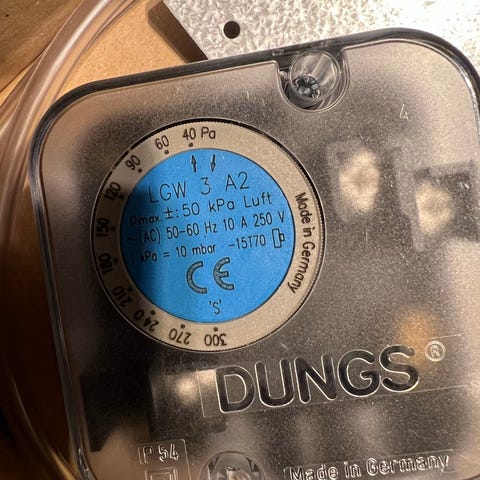 4
40 Pa
60
90
120
150
180
210
240
270
300
LGW 3 A2
pmax.±: 50 kPa Luft
~(AC) 50-60 Hz 10 A 250 V
1 kPa = 10 mbar -15T70
CE
'S'
Made in Germany
DUNGS®
IP 54
Made in Germany